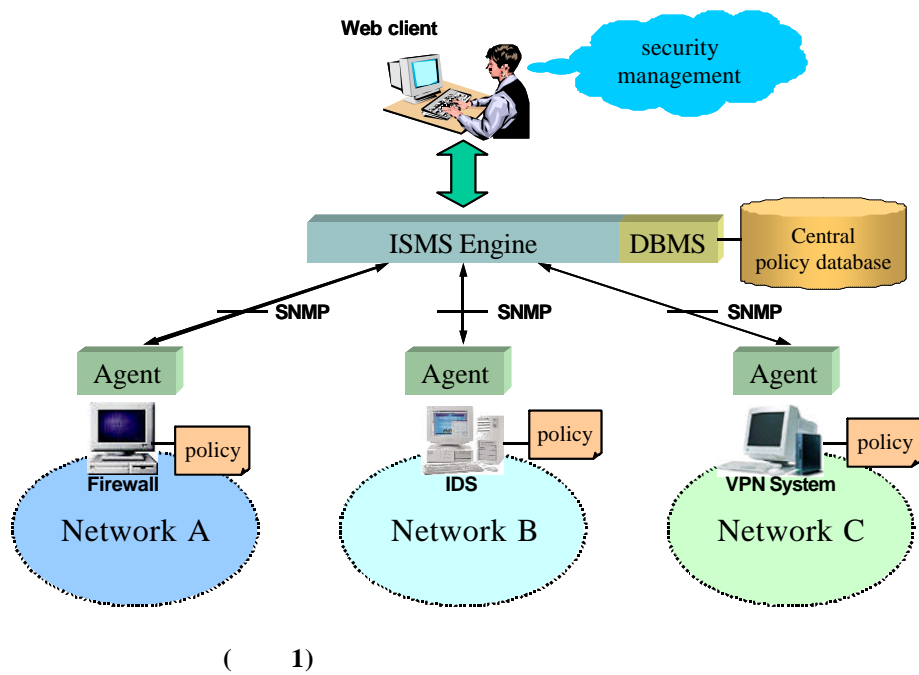 Web client
security
management
ISMS Engine
DBMS
Central
policy database
SNMP
SNMP
SNMP
Agent
Agent
Agent
policy
policy
policy
Firewall
IDS
VPN System
Network A
Network B
Network C
( 1)